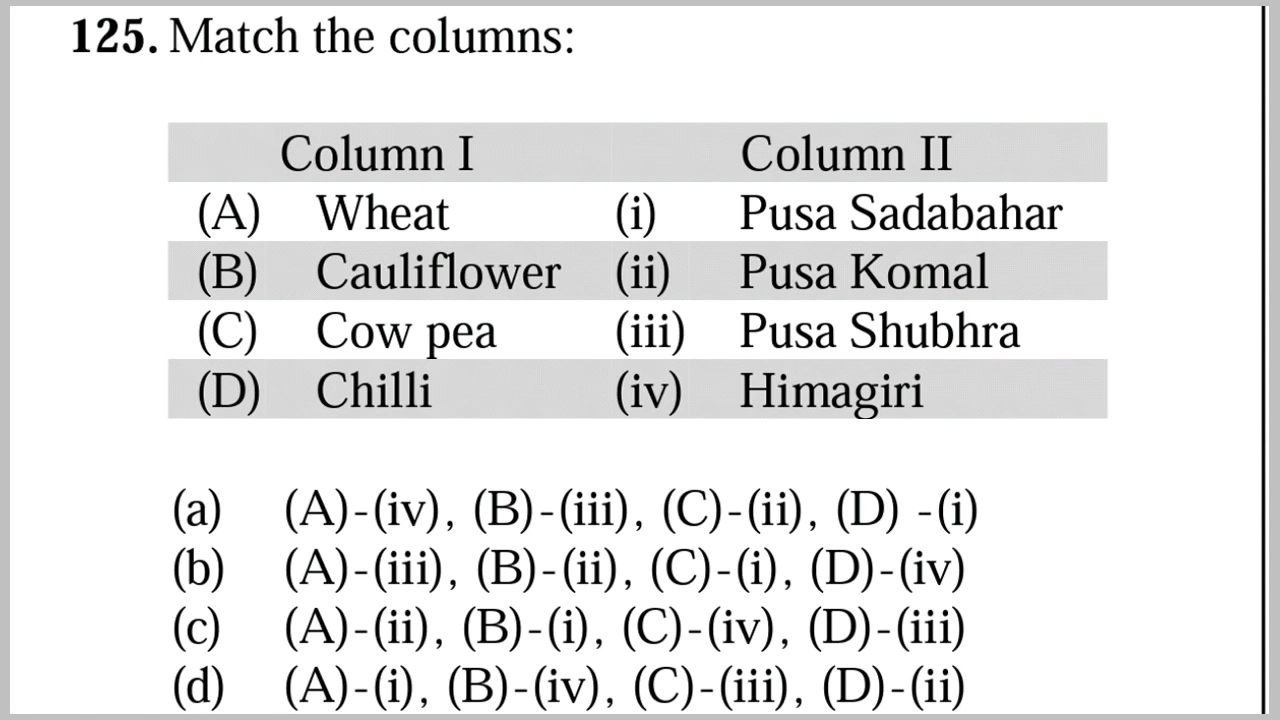 125. Match the columns:
Column I Column II
(A) Wheat (i) Pusa Sadabahar
(B) Cauliflower (ii) Pusa Komal
(C) Cow pea (iii) Pusa Shubhra
(D) Chilli (iv) Himagiri
(a) (A)-(iv), (B)-(iii), (C)-(ii), (D) -(i)
(b) (A)-(iii), (B)-(ii), (C)-(i), (D)-(iv)
(c) (A)-(ii), (B)-(i), (C)-(iv), (D)-(iii)
(d) (A)-(i), (B)-(iv), (C)-(iii), (D)-(ii)